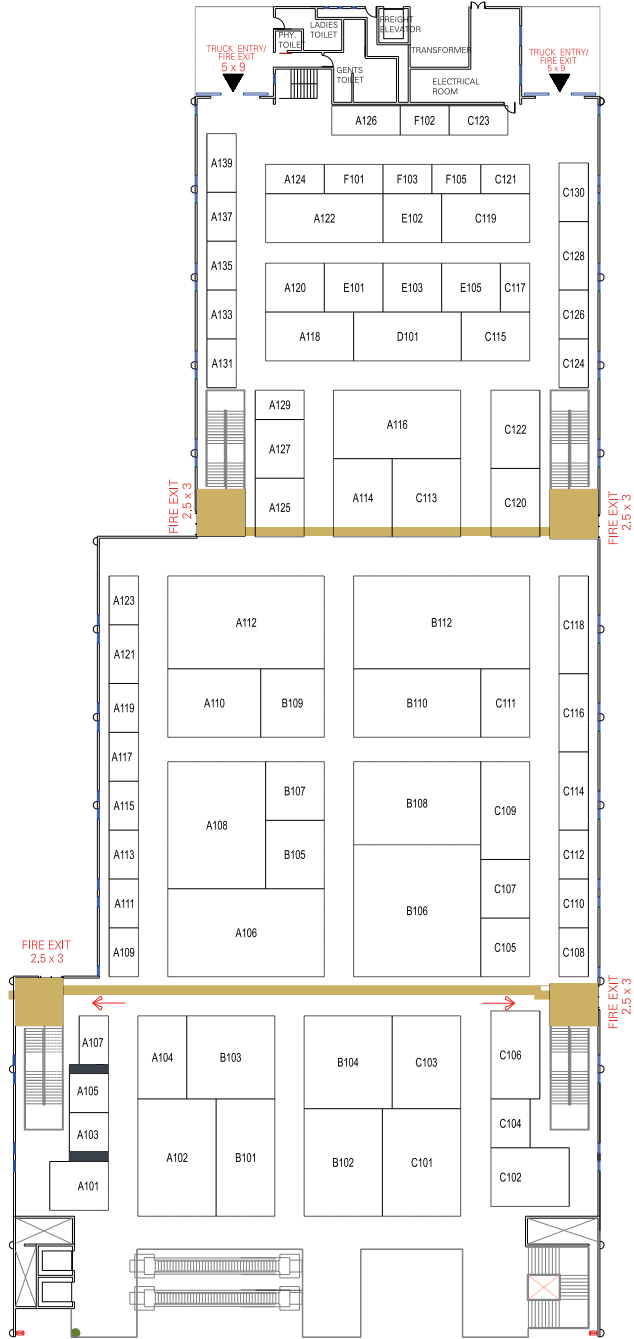 LADIES
TOILET
FREIGHT
ELEVATOR
PHY.
TOILET
TRUCK ENTRY/
FIRE EXIT
5 x 9
TRANSFORMER
TRUCK ENTRY/
FIRE EXIT
5 x 9
GENTS
TOILET
ELECTRICAL
ROOM
A126 F102 C123
A139
A124 F101 F103 F105 C121
C130
A137
A122 E102 C119
A135
C128
A120 E101 E103 E105 C117
A133
C126
A118 D101 C115
A131
C124
A129
A116
C122
A127
A114 C113
C120
A125
FIRE EXIT
2.5 x 3
FIRE EXIT
2.5 x 3
A123
A112 B112
C118
A121
A119
A110 B109 B110 C111
C116
A117
B107
A115
A108
B108
C109
C114
A113
B105
C112
A111
B106
C107
C110
A106
A109
C105
C108
FIRE EXIT
2.5 x 3
FIRE EXIT
2.5 x 3
A107
A104 B103 B104 C103
C106
A105
A103
C104
A102 B101 B102 C101
A101
C102